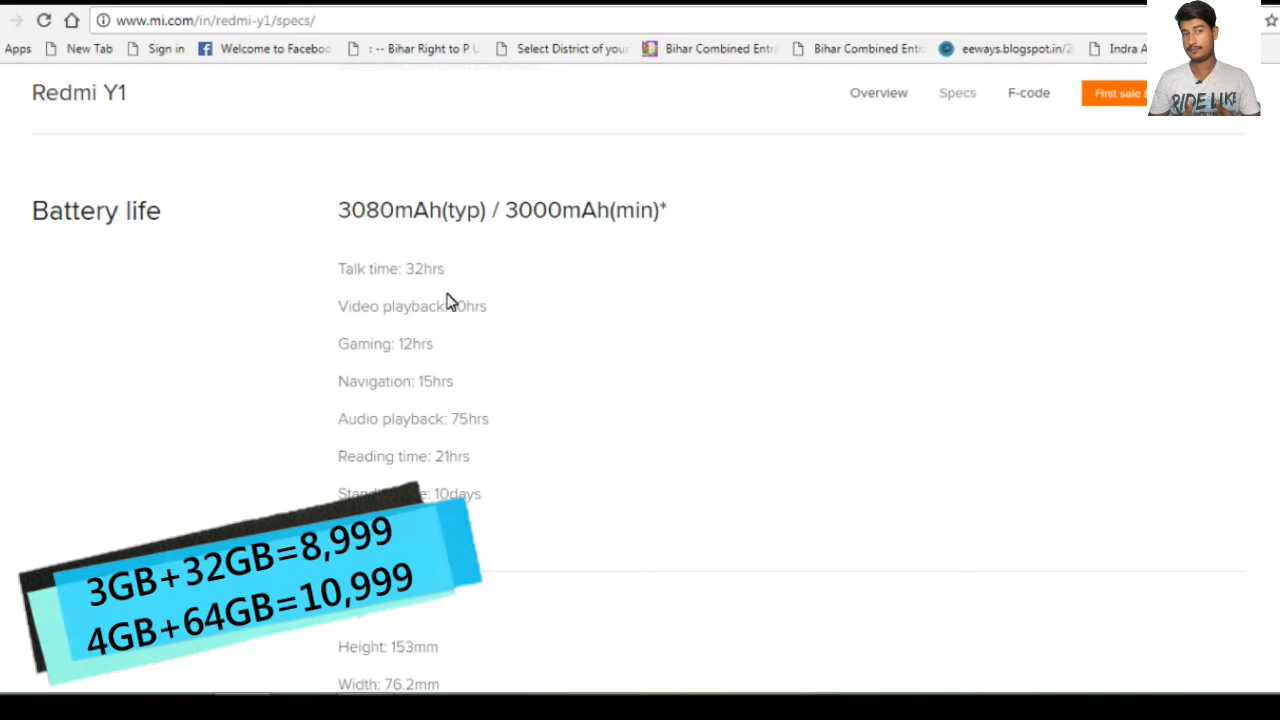 www.mi.com/in/redmi-y1/specs/
Apps New Tab Sign in Welcome to Faceboo : -- Bihar Right to P U Select District of your Bihar Combined Entr Bihar Combined Entr eeways.blogspot.in/2 Indra A
Redmi Y1 Overview Specs F-code First sale
RIDE LIKE
Battery life 3080mAh(typ) / 3000mAh(min)*
Talk time: 32hrs
Video playback: 0hrs
Gaming: 12hrs
Navigation: 15hrs
Audio playback: 75hrs
Reading time: 21hrs
10days
3GB+32GB=8,999
4GB+64GB=10,999
Height: 153mm
Width: 76.2mm